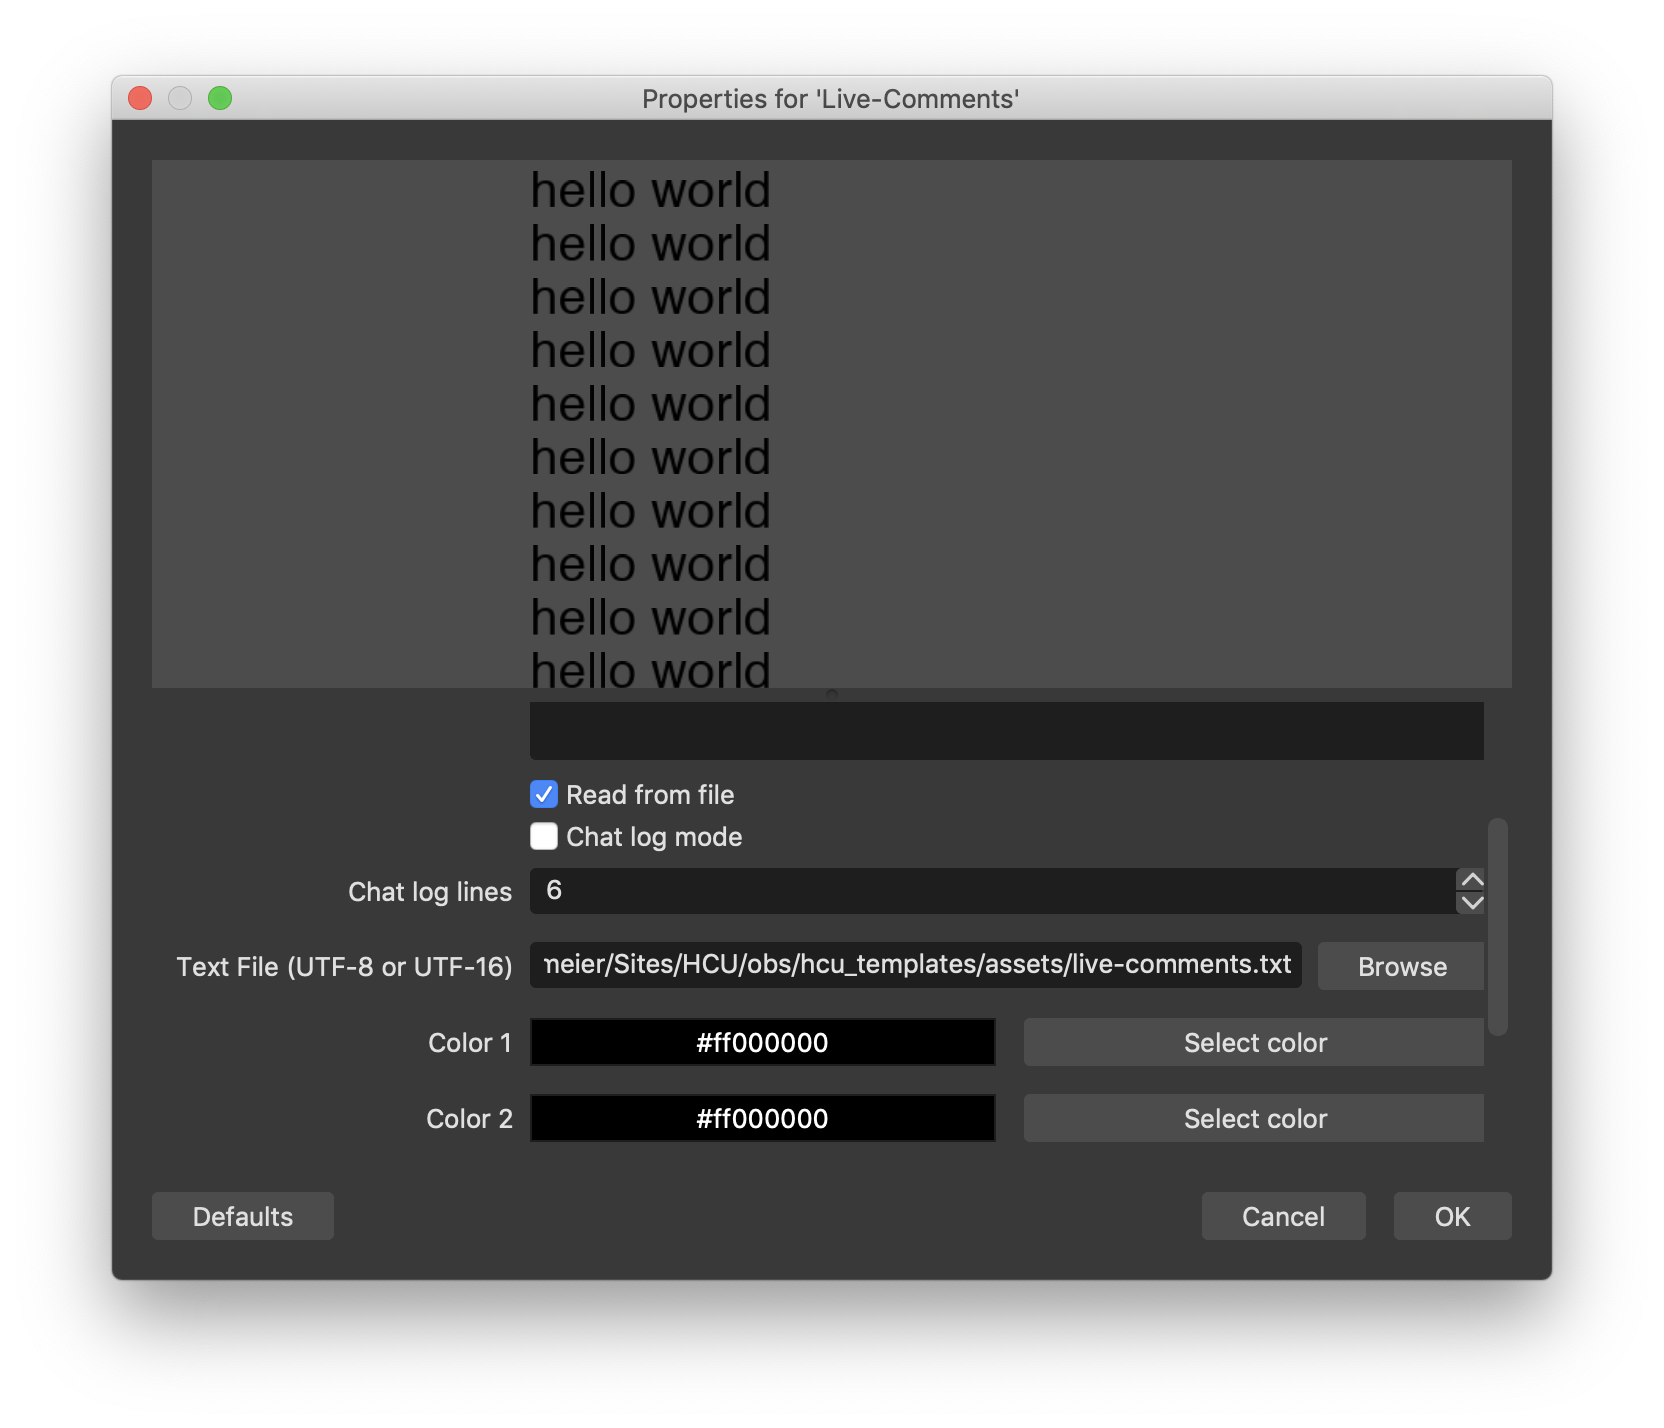 Properties for 'Live-Comments'
hello world
hello world
hello world
hello world
hello world
hello world
hello world
hello world
hello world
hello world
Read from file
Chat log mode
Chat log lines 6
Text File (UTF-8 or UTF-16) meier/Sites/HCU/obs/hcu_templates/assets/live-comments.txt Browse
Color 1 #ff000000 Select color
Color 2 #ff000000 Select color
Defaults Cancel OK